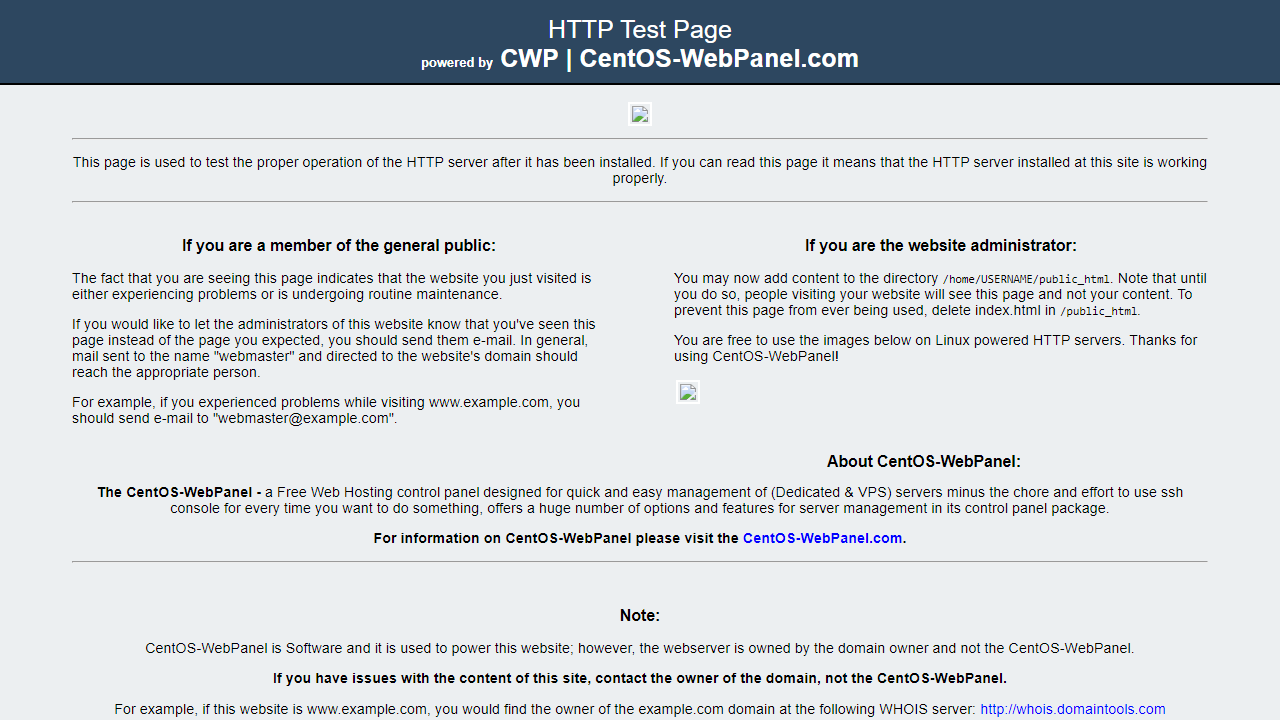 HTTP Test Page
powered by CWP | CentOS-WebPanel.com
This page is used to test the proper operation of the HTTP server after it has been installed. If you can read this page it means that the HTTP server installed at this site is working
properly.
If you are a member of the general public:
The fact that you are seeing this page indicates that the website you just visited is
either experiencing problems or is undergoing routine maintenance.
If you would like to let the administrators of this website know that you've seen this
page instead of the page you expected, you should send them e-mail. In general,
mail sent to the name "webmaster" and directed to the website's domain should
reach the appropriate person.
For example, if you experienced problems while visiting www.example.com, you
should send e-mail to "webmaster@example.com".
If you are the website administrator:
You may now add content to the directory /home/USERNAME/public_html. Note that until
you do so, people visiting your website will see this page and not your content. To
prevent this page from ever being used, delete index.html in /public_html.
You are free to use the images below on Linux powered HTTP servers. Thanks for
using CentOS-WebPanel!
About CentOS-WebPanel:
The CentOS-WebPanel - a Free Web Hosting control panel designed for quick and easy management of (Dedicated & VPS) servers minus the chore and effort to use ssh
console for every time you want to do something, offers a huge number of options and features for server management in its control panel package.
For information on CentOS-WebPanel please visit the CentOS-WebPanel.com.
Note:
CentOS-WebPanel is Software and it is used to power this website; however, the webserver is owned by the domain owner and not the CentOS-WebPanel.
If you have issues with the content of this site, contact the owner of the domain, not the CentOS-WebPanel.
For example, if this website is www.example.com, you would find the owner of the example.com domain at the following WHOIS server: http://whois.domaintools.com